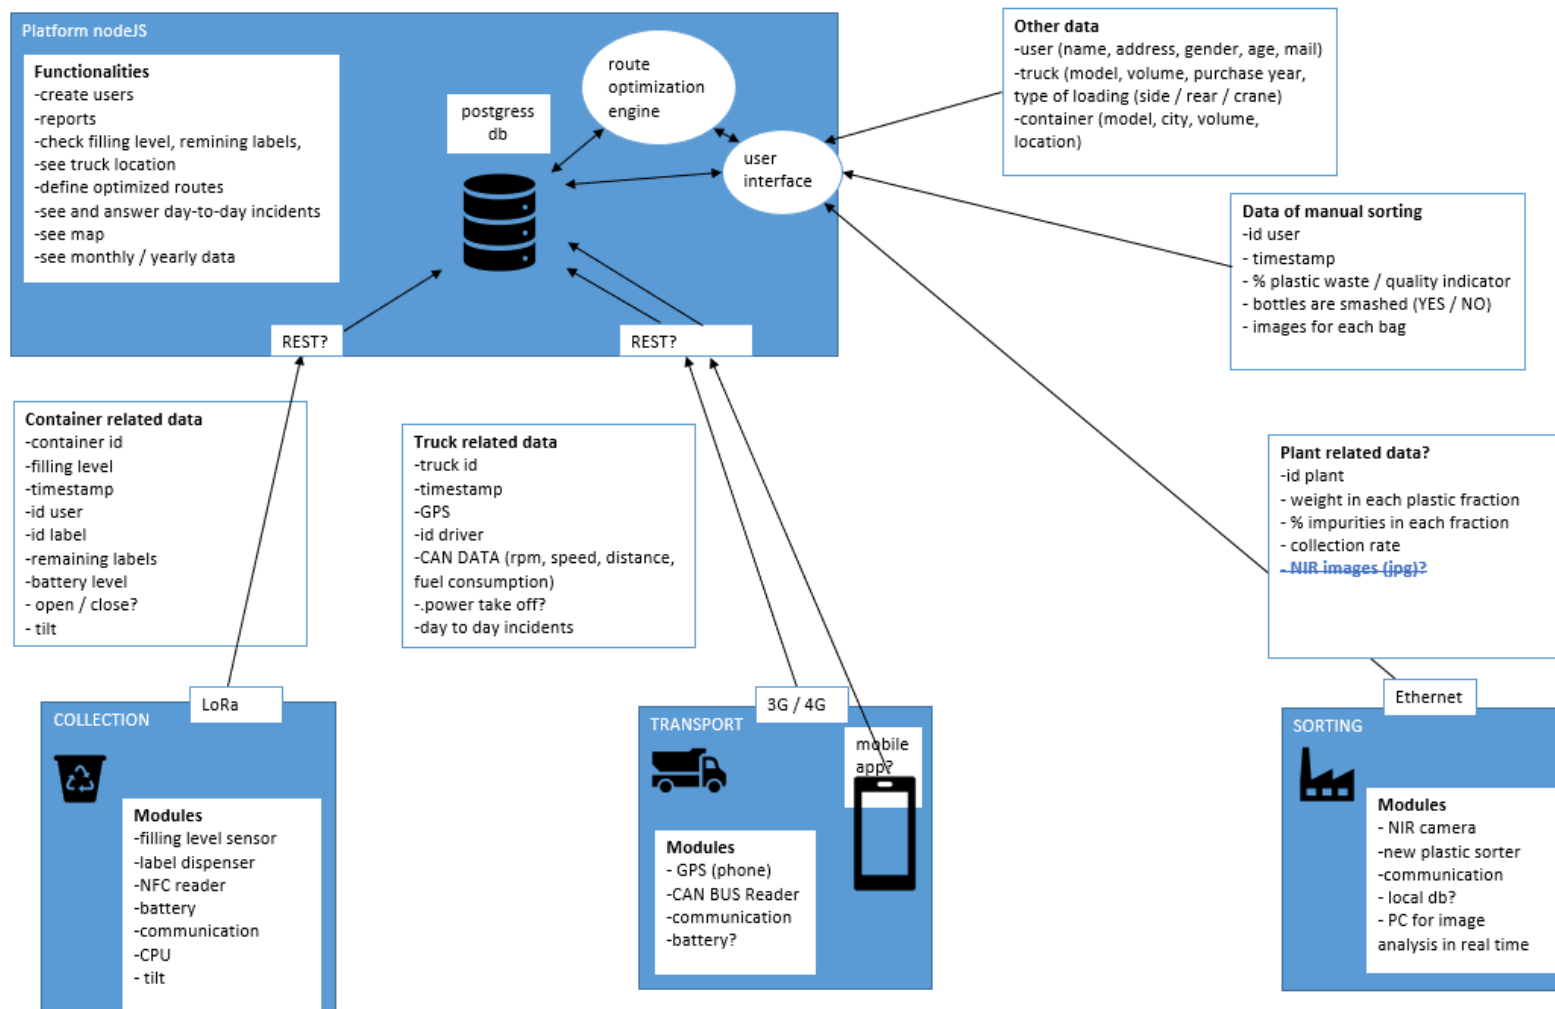 Platform nodeJS
Functionalities
-create users
-reports
-check filling level, remining labels,
-see truck location
-define optimized routes
-see and answer day-to-day incidents
-see map
-see monthly / yearly data
postgress
db
route
optimization
engine
user
interface
REST?
REST?
Other data
-user (name, address, gender, age, mail)
-truck (model, volume, purchase year,
type of loading (side / rear / crane)
-container (model, city, volume,
location)
Data of manual sorting
-id user
- timestamp
- % plastic waste / quality indicator
- bottles are smashed (YES / NO)
- images for each bag
Container related data
-container id
-filling level
-timestamp
-id user
-id label
-remaining labels
-battery level
- open / close?
- tilt
Truck related data
-truck id
-timestamp
-GPS
-id driver
-CAN DATA (rpm, speed, distance,
fuel consumption)
-.power take off?
-day to day incidents
Plant related data?
-id plant
- weight in each plastic fraction
- % impurities in each fraction
- collection rate
- NIR images (jpg)?
LoRa
COLLECTION
Modules
-filling level sensor
-label dispenser
-NFC reader
-battery
-communication
-CPU
- tilt
3G / 4G
TRANSPORT
mobile
app?
Modules
- GPS (phone)
-CAN BUS Reader
-communication
-battery?
Ethernet
SORTING
Modules
- NIR camera
-new plastic sorter
-communication
- local db?
- PC for image
analysis in real time